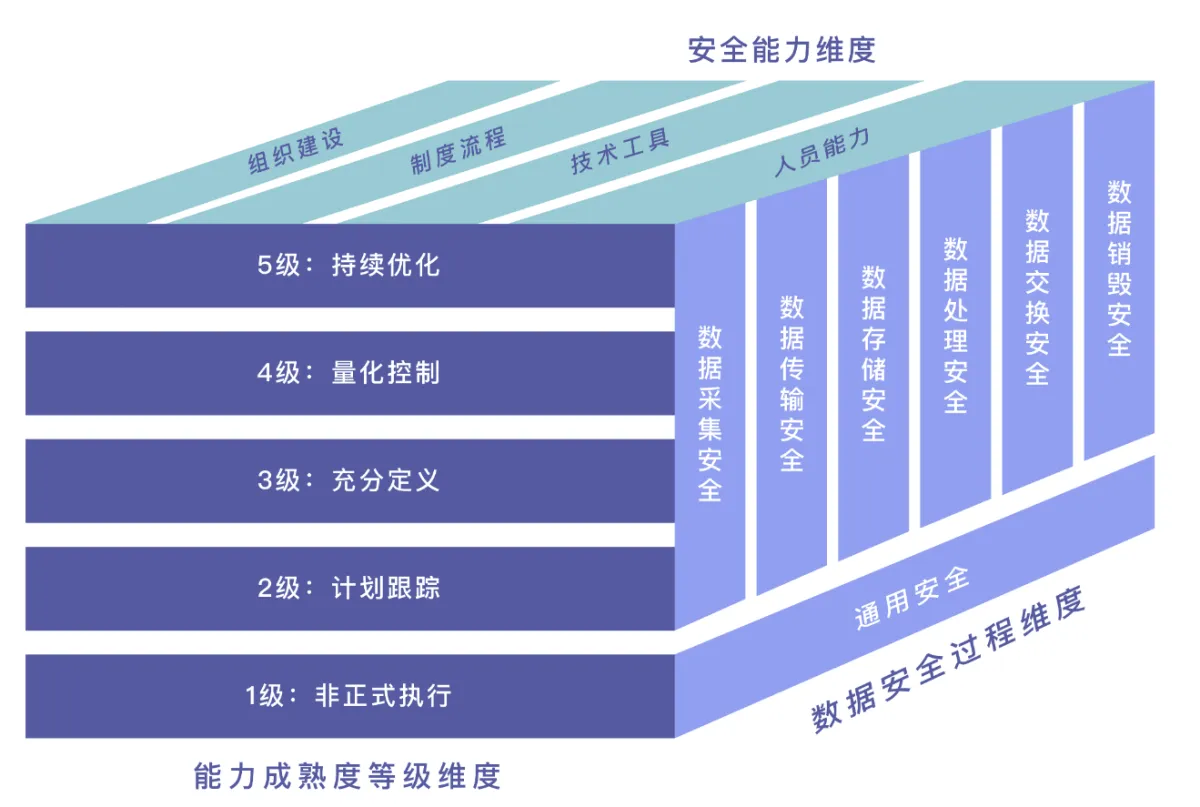 安全能力维度
组织建设
制度流程
技术工具
人员能力
5级：持续优化
4级：量化控制
3级：充分定义
2级：计划跟踪
1级：非正式执行
数据采集安全
数据传输安全
数据存储安全
数据处理安全
数据交换安全
数据销毁安全
通用安全
数据安全过程维度
能力成熟度等级维度